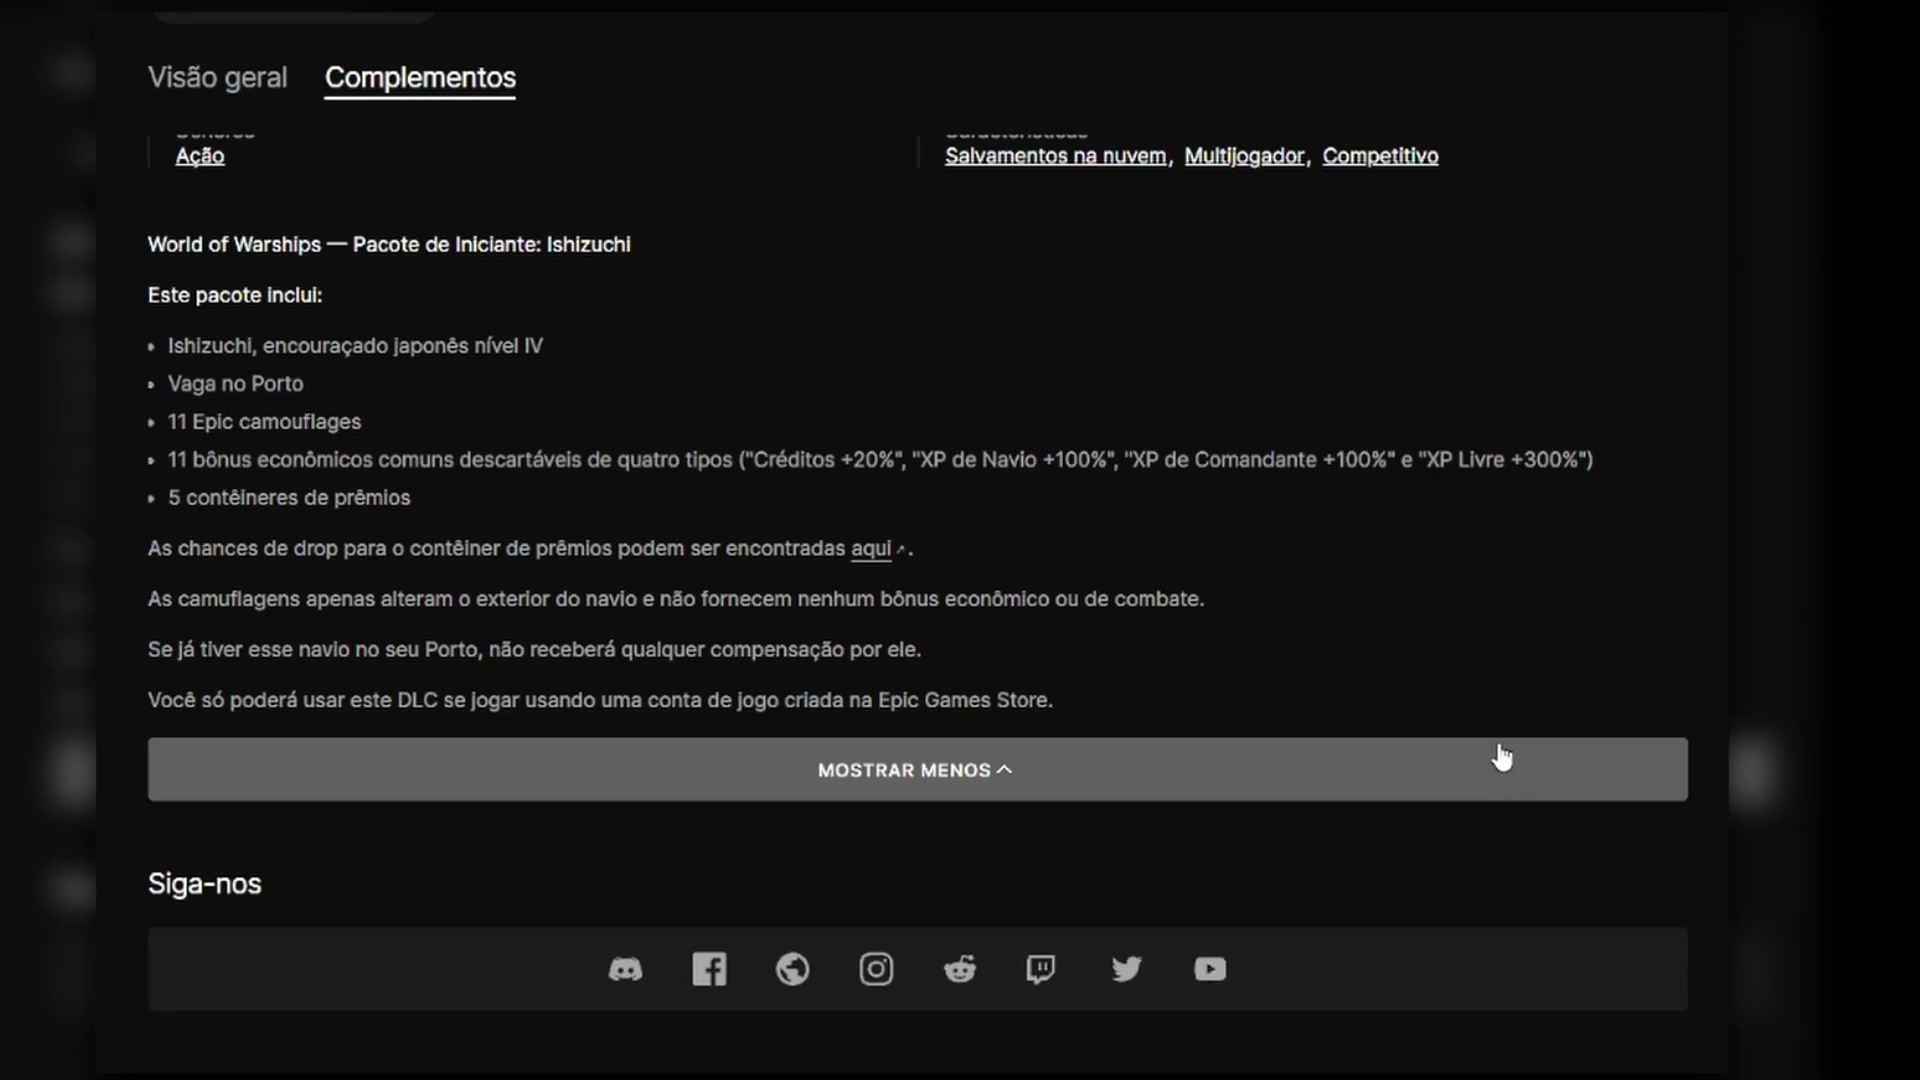 Visão geral Complementos
Gêneros Características
Ação Salvamentos na nuvem, Multijogador, Competitivo
World of Warships — Pacote de Iniciante: Ishizuchi
Este pacote inclui:
Ishizuchi, encouraçado japonês nível IV
Vaga no Porto
11 Epic camouflages
11 bônus econômicos comuns descartáveis de quatro tipos ("Créditos +20%", "XP de Navio +100%", "XP de Comandante +100%" e "XP Livre +300%")
5 contêineres de prêmios
As chances de drop para o contêiner de prêmios podem ser encontradas aqui.
As camuflagens apenas alteram o exterior do navio e não fornecem nenhum bônus econômico ou de combate.
Se já tiver esse navio no seu Porto, não receberá qualquer compensação por ele.
Você só poderá usar este DLC se jogar usando uma conta de jogo criada na Epic Games Store.
MOSTRAR MENOS
Siga-nos